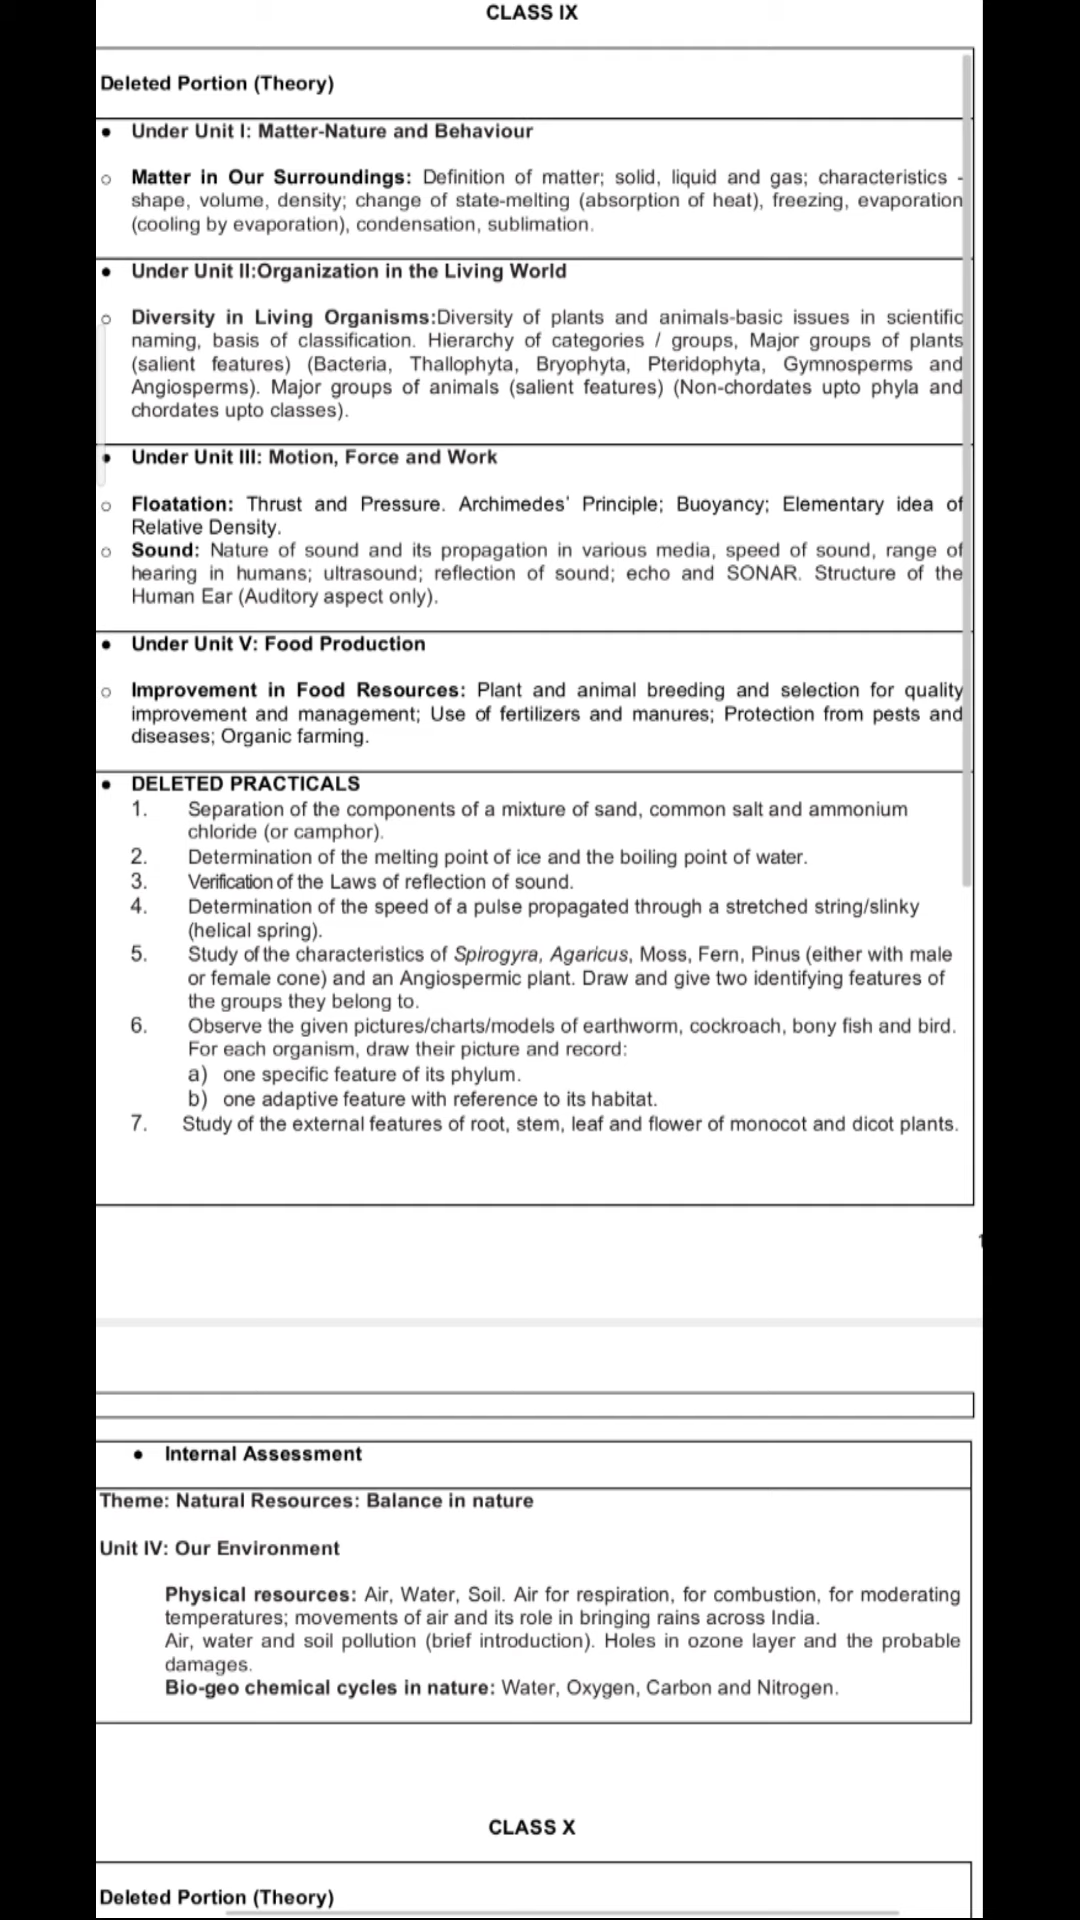 CLASS IX
Deleted Portion (Theory)
• Under Unit I: Matter-Nature and Behaviour
o Matter in Our Surroundings: Definition of matter; solid, liquid and gas; characteristics -
shape, volume, density; change of state-melting (absorption of heat), freezing, evaporation
(cooling by evaporation), condensation, sublimation.
• Under Unit II:Organization in the Living World
o Diversity in Living Organisms:Diversity of plants and animals-basic issues in scientific
naming, basis of classification. Hierarchy of categories / groups, Major groups of plants
(salient features) (Bacteria, Thallophyta, Bryophyta, Pteridophyta, Gymnosperms and
Angiosperms). Major groups of animals (salient features) (Non-chordates upto phyla and
chordates upto classes).
• Under Unit III: Motion, Force and Work
o Floatation: Thrust and Pressure. Archimedes' Principle; Buoyancy; Elementary idea of
Relative Density.
o Sound: Nature of sound and its propagation in various media, speed of sound, range of
hearing in humans; ultrasound; reflection of sound; echo and SONAR. Structure of the
Human Ear (Auditory aspect only).
• Under Unit V: Food Production
o Improvement in Food Resources: Plant and animal breeding and selection for quality
improvement and management; Use of fertilizers and manures; Protection from pests and
diseases; Organic farming.
• DELETED PRACTICALS
1. Separation of the components of a mixture of sand, common salt and ammonium
chloride (or camphor).
2. Determination of the melting point of ice and the boiling point of water.
3. Verification of the Laws of reflection of sound.
4. Determination of the speed of a pulse propagated through a stretched string/slinky
(helical spring).
5. Study of the characteristics of Spirogyra, Agaricus, Moss, Fern, Pinus (either with male
or female cone) and an Angiospermic plant. Draw and give two identifying features of
the groups they belong to.
6. Observe the given pictures/charts/models of earthworm, cockroach, bony fish and bird.
For each organism, draw their picture and record:
a) one specific feature of its phylum.
b) one adaptive feature with reference to its habitat.
7. Study of the external features of root, stem, leaf and flower of monocot and dicot plants.
• Internal Assessment
Theme: Natural Resources: Balance in nature
Unit IV: Our Environment
Physical resources: Air, Water, Soil. Air for respiration, for combustion, for moderating
temperatures; movements of air and its role in bringing rains across India.
Air, water and soil pollution (brief introduction). Holes in ozone layer and the probable
damages.
Bio-geo chemical cycles in nature: Water, Oxygen, Carbon and Nitrogen.
CLASS X
Deleted Portion (Theory)